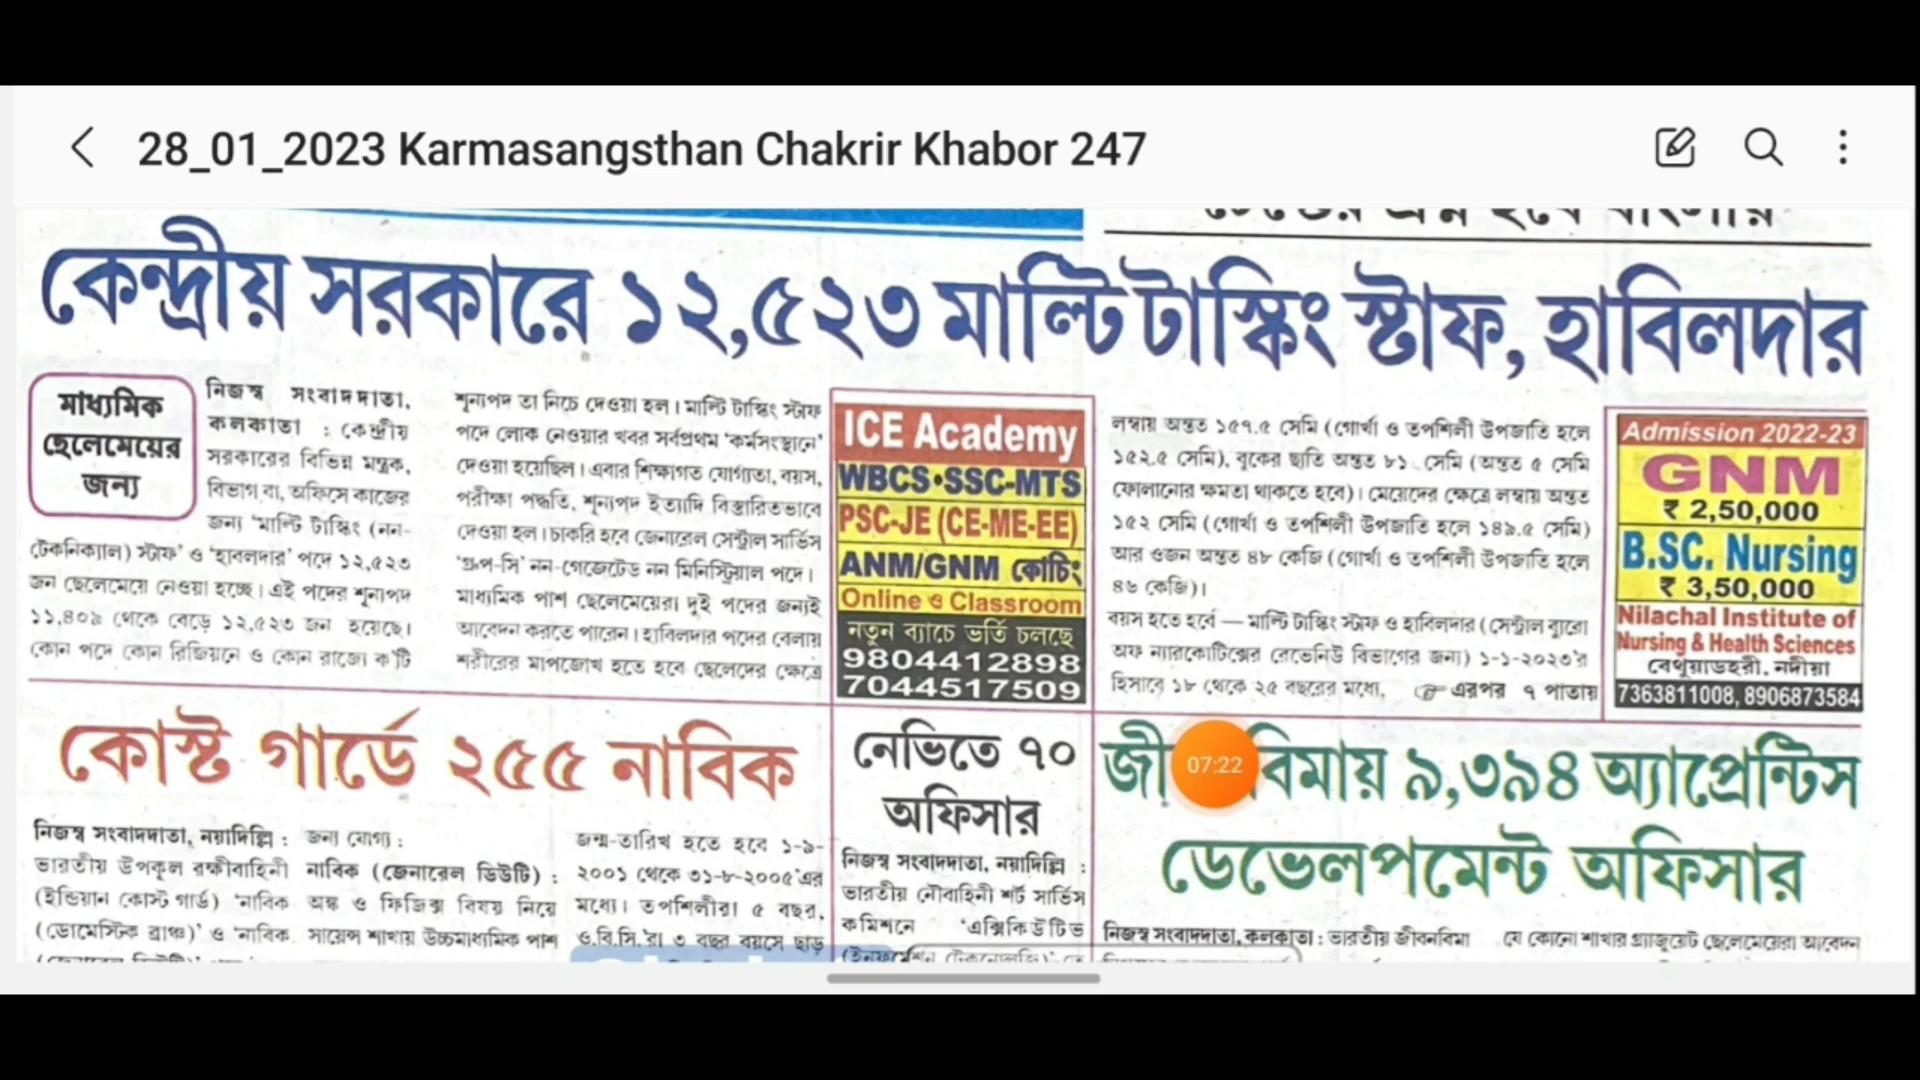 28_01_2023 Karmasangsthan Chakrir Khabor 247
কেন্দ্রীয় সরকারে ১২,৫২৩ মাল্টি টাস্কিং স্টাফ, হাবিলদার
মাধ্যমিক
ছেলেমেয়ের
জন্য
নিজস্ব সংবাদদাতা,
কলকাতা : কেন্দ্রীয়
সরকারের বিভিন্ন মন্ত্রক,
বিভাগ বা, অফিসে কাজের
জন্য 'মাল্টি টাস্কিং (নন-
টেকনিক্যাল) স্টাফ' ও 'হাবিলদার' পদে ১২,৫২৩
জন ছেলেমেয়ে নেওয়া হচ্ছে। এই পদের শূন্যপদ
১১,৪০৯ থেকে বেড়ে ১২,৫২৩ জন হয়েছে।
কোন পদে কোন রিজিয়নে ও কোন রাজ্যে ক'টি
শূন্যপদ তা নিচে দেওয়া হল। মাল্টি টাস্কিং স্টাফ
পদে লোক নেওয়ার খবর সর্বপ্রথম 'কর্মসংস্থানে'
দেওয়া হয়েছিল। এবার শিক্ষাগত যোগ্যতা, বয়স,
পরীক্ষা পদ্ধতি, শূন্যপদ ইত্যাদি বিস্তারিতভাবে
দেওয়া হল। চাকরি হবে জেনারেল সেন্ট্রাল সার্ভিস
'গ্রুপ-সি' নন-গেজেটেড নন মিনিস্ট্রিয়াল পদে।
মাধ্যমিক পাশ ছেলেমেয়েরা দুই পদের জন্যই
আবেদন করতে পারেন। হাবিলদার পদের বেলায়
শরীরের মাপজোখ হতে হবে ছেলেদের ক্ষেত্রে
ICE Academy
WBCS•SSC-MTS
PSC-JE (CE-ME-EE)
ANM/GNM কোচিং
Online ও Classroom
নতুন ব্যাচে ভর্তি চলছে
9804412898
7044517509
লম্বায় অন্তত ১৫৭.৫ সেমি (গোর্খা ও তপশিলী উপজাতি হলে
১৫২.৫ সেমি), বুকের ছাতি অন্তত ৮১ সেমি (অন্তত ৫ সেমি
ফোলানোর ক্ষমতা থাকতে হবে)। মেয়েদের ক্ষেত্রে লম্বায় অন্তত
১৫২ সেমি (গোর্খা ও তপশিলী উপজাতি হলে ১৪৯.৫ সেমি)
আর ওজন অন্তত ৪৮ কেজি (গোর্খা ও তপশিলী উপজাতি হলে
৪৬ কেজি)।
বয়স হতে হবে — মাল্টি টাস্কিং স্টাফ ও হাবিলদার (সেন্ট্রাল ব্যুরো
অফ ন্যারকোটিক্সের রেভেনিউ বিভাগের জন্য) ১-১-২০২৩'র
হিসাবে ১৮ থেকে ২৫ বছরের মধ্যে, ☞ এরপর ৭ পাতায়
Admission 2022-23
GNM
₹ 2,50,000
B.SC. Nursing
₹ 3,50,000
Nilachal Institute of
Nursing & Health Sciences
বেথুয়াডহরী, নদীয়া
7363811008, 8906873584
কোস্ট গার্ডে ২৫৫ নাবিক
নিজস্ব সংবাদদাতা, নয়াদিল্লি :
ভারতীয় উপকূল রক্ষীবাহিনী
(ইন্ডিয়ান কোস্ট গার্ড) 'নাবিক
(ডোমেস্টিক ব্রাঞ্চ)' ও 'নাবিক
জন্য যোগ্য :
নাবিক (জেনারেল ডিউটি) :
অঙ্ক ও ফিজিক্স বিষয় নিয়ে
সায়েন্স শাখায় উচ্চমাধ্যমিক পাশ
জন্ম-তারিখ হতে হবে ১-৯-
২০০১ থেকে ৩১-৮-২০০৫'এর
মধ্যে। তপশিলীরা ৫ বছর,
ও.বি.সি.'রা ৩ বছর বয়সে ছাড়
নেভিতে ৭০
অফিসার
নিজস্ব সংবাদদাতা, নয়াদিল্লি :
ভারতীয় নৌবাহিনী শর্ট সার্ভিস
কমিশনে 'এক্সিকিউটিভ
(ইনফর্মেশন টেকনোলজি)'তে
07:22
বিমায় ৯,৩৯৪ অ্যাপ্রেন্টিস
ডেভেলপমেন্ট অফিসার
নিজস্ব সংবাদদাতা, কলকাতা : ভারতীয় জীবনবিমা
যে কোনো শাখার গ্র্যাজুয়েট ছেলেমেয়েরা আবেদন